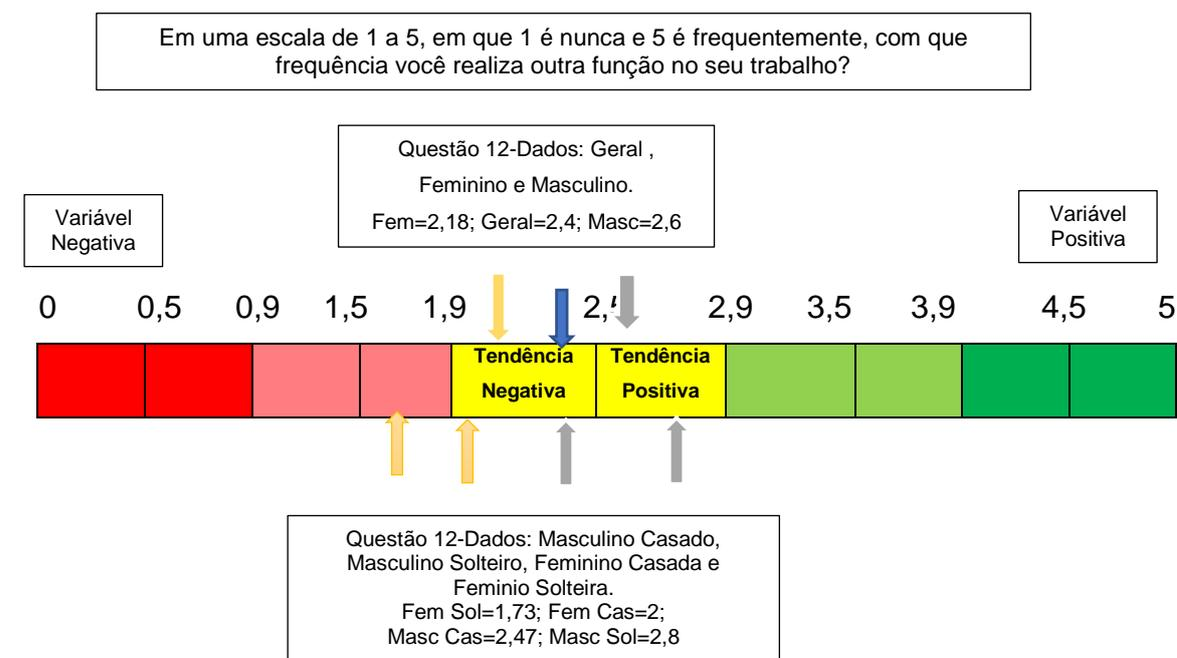 Em uma escala de 1 a 5, em que 1 é nunca e 5 é frequentemente, com que
frequência você realiza outra função no seu trabalho?
Questão 12-Dados: Geral ,
Feminino e Masculino.
Fem=2,18; Geral=2,4; Masc=2,6
Variável
Negativa
Variável
Positiva
0 0,5 0,9 1,5 1,9 2,5 2,9 3,5 3,9 4,5 5
Tendência
Negativa
Tendência
Positiva
Questão 12-Dados: Masculino Casado,
Masculino Solteiro, Feminino Casada e
Feminio Solteira.
Fem Sol=1,73; Fem Cas=2;
Masc Cas=2,47; Masc Sol=2,8